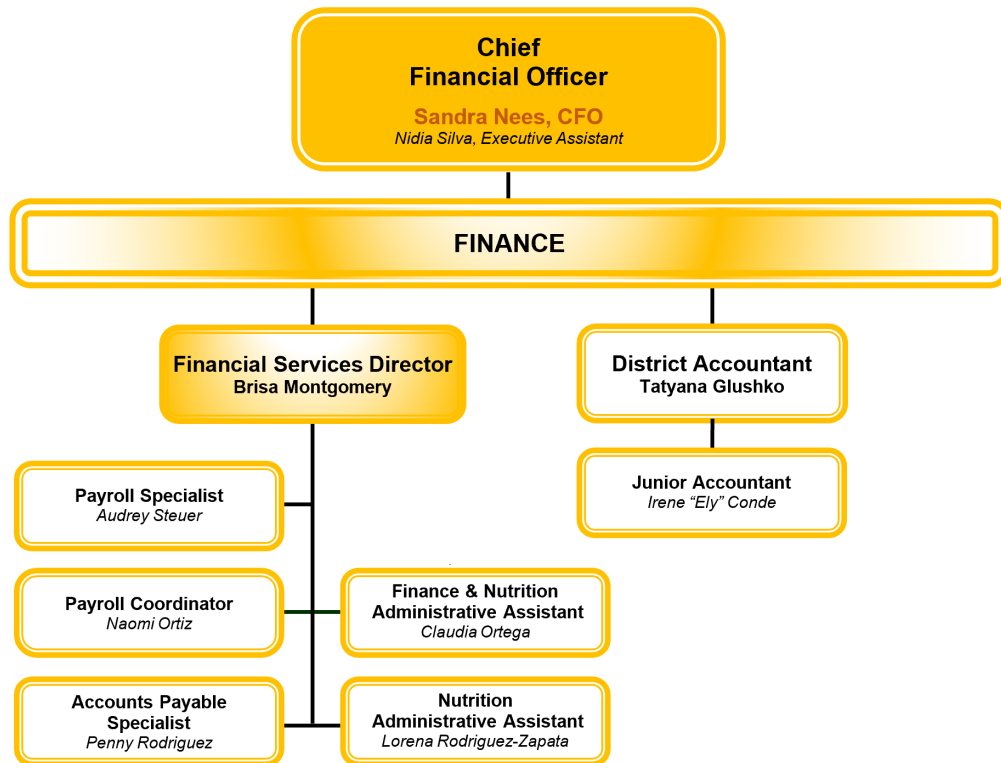 Chief
Financial Officer
Sandra Nees, CFO
Nidia Silva, Executive Assistant
FINANCE
Financial Services Director
Brisa Montgomery
District Accountant
Tatyana Glushko
Junior Accountant
Irene “Ely” Conde
Payroll Specialist
Audrey Steuer
Payroll Coordinator
Naomi Ortiz
Finance & Nutrition
Administrative Assistant
Claudia Ortega
Accounts Payable
Specialist
Penny Rodriguez
Nutrition
Administrative Assistant
Lorena Rodriguez-Zapata